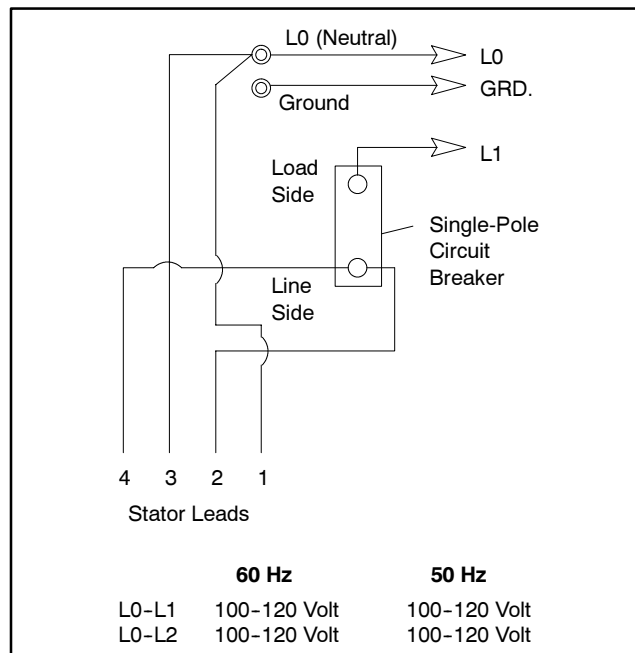 L0 (Neutral)
L0
Ground
GRD.
L1
Load
Side
Single-Pole
Circuit
Breaker
Line
Side
4 3 2 1
Stator Leads
60 Hz 50 Hz
L0-L1 100-120 Volt 100-120 Volt
L0-L2 100-120 Volt 100-120 Volt